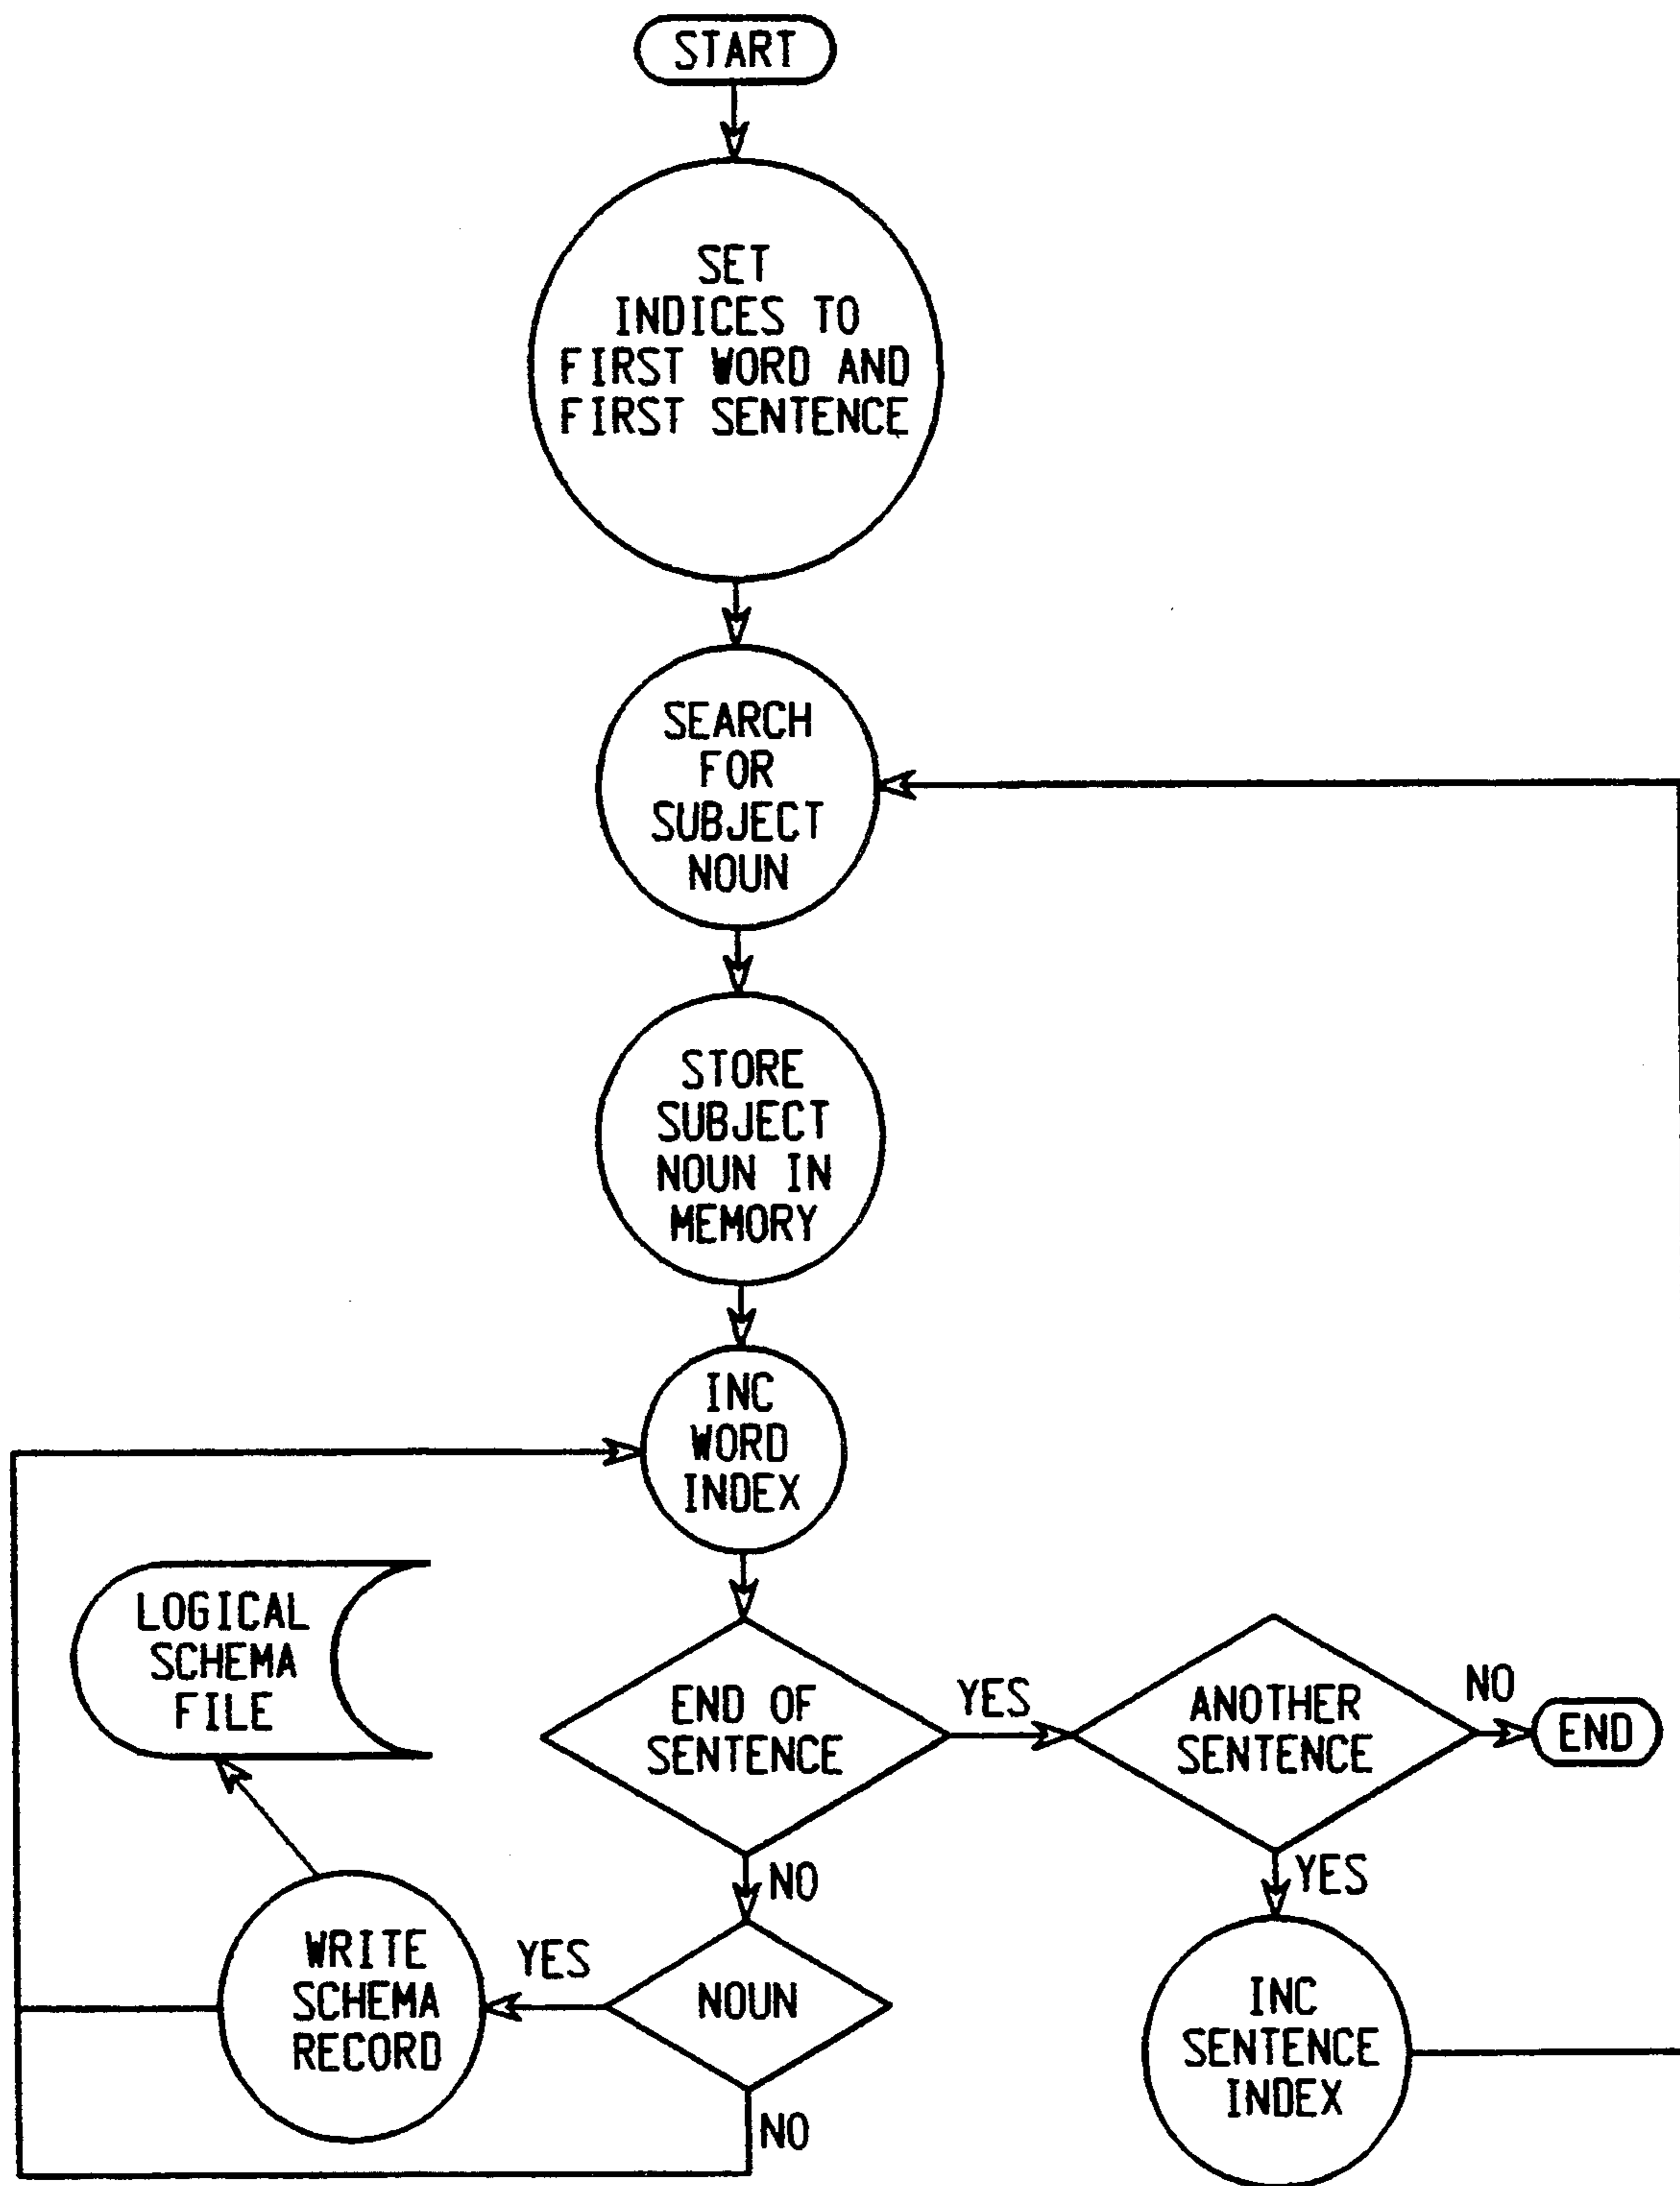 START
SET
INDICES TO
FIRST WORD AND
FIRST SENTENCE
SEARCH
FOR
SUBJECT
NOUN
STORE
SUBJECT
NOUN IN
MEMORY
INC
WORD
INDEX
LOGICAL
SCHEMA
FILE
END OF
SENTENCE
YES
ANOTHER
SENTENCE
NO
END
NO
YES
WRITE
SCHEMA
RECORD
YES
NOUN
INC
SENTENCE
INDEX
NO